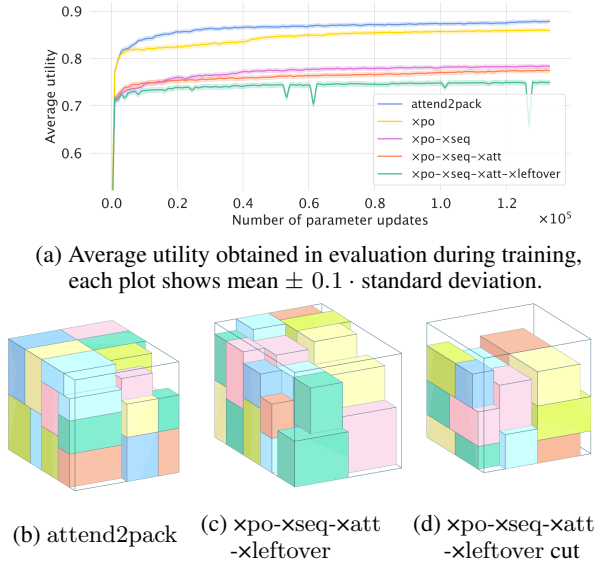 0.9
0.8
0.7
0.6
Average utility
attend2pack
×po
×po-×seq
×po-×seq-×att
×po-×seq-×att-×leftover
0.0 0.2 0.4 0.6 0.8 1.0 1.2
Number of parameter updates ×10⁵
(a) Average utility obtained in evaluation during training,
each plot shows mean ± 0.1 · standard deviation.
(b) attend2pack
(c) ×po-×seq-×att
-×leftover
(d) ×po-×seq-×att
-×leftover cut